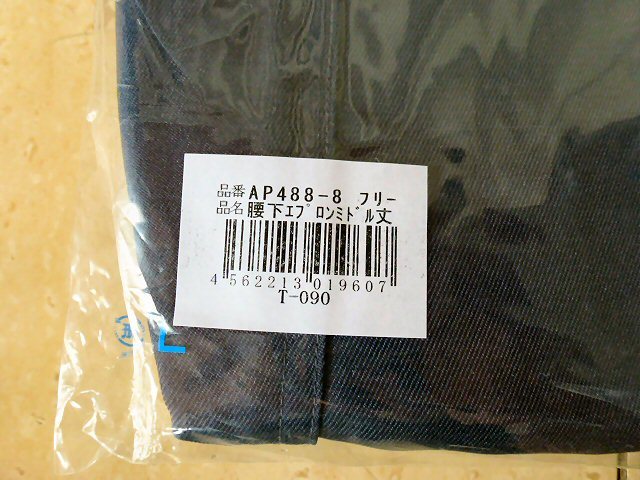 品番 AP488-8 フリー
品名 腰下ｴﾌﾟﾛﾝﾐﾄﾞﾙ丈
4 562213 019607
T-090